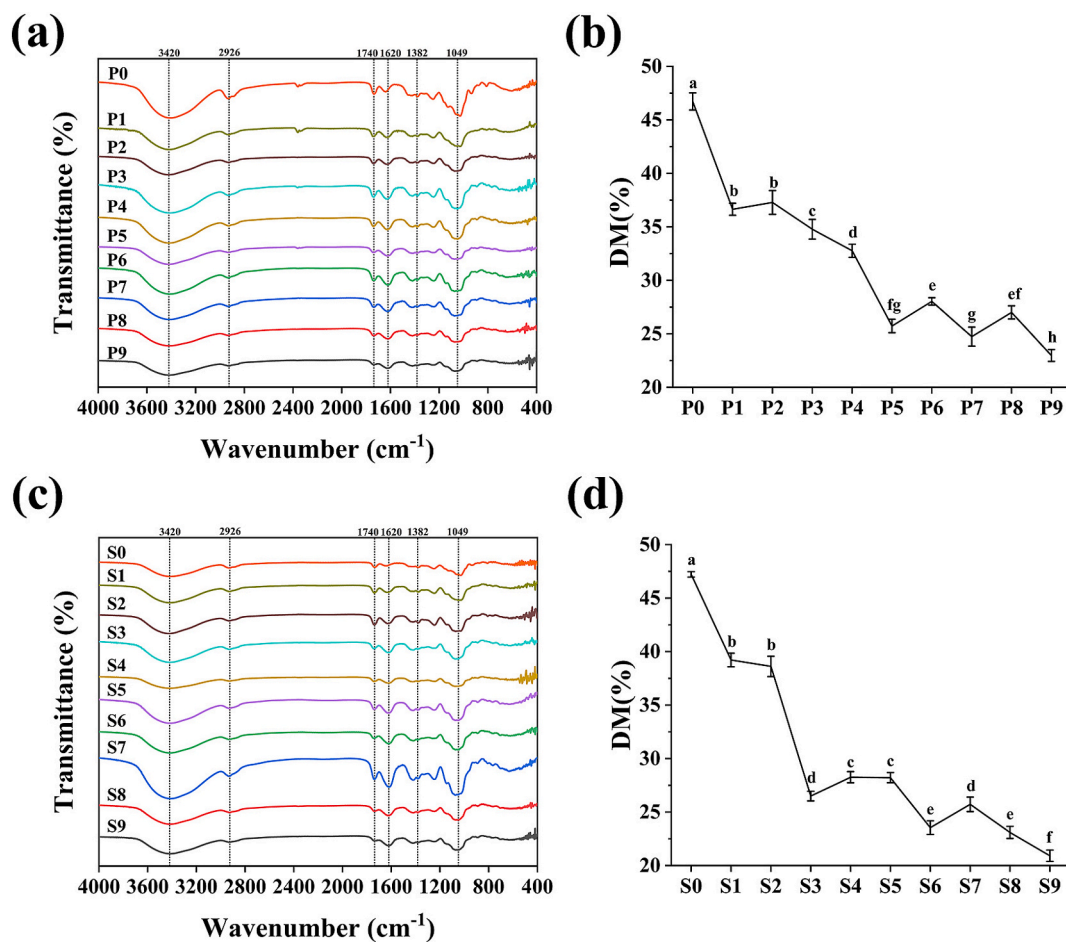 (a)
3420 2926 1740 1620 1382 1049
P0
P1
P2
P3
P4
P5
P6
P7
P8
P9
Transmittance (%)
4000 3600 3200 2800 2400 2000 1600 1200 800 400
Wavenumber (cm⁻¹)
(b)
50
45
40
35
30
25
20
DM(%)
a
b
b
c
d
fg
e
g
ef
h
P0 P1 P2 P3 P4 P5 P6 P7 P8 P9
(c)
3420 2926 1740 1620 1382 1049
S0
S1
S2
S3
S4
S5
S6
S7
S8
S9
Transmittance (%)
4000 3600 3200 2800 2400 2000 1600 1200 800 400
Wavenumber (cm⁻¹)
(d)
50
45
40
35
30
25
20
DM(%)
a
b
b
d
c
c
e
d
e
f
S0 S1 S2 S3 S4 S5 S6 S7 S8 S9